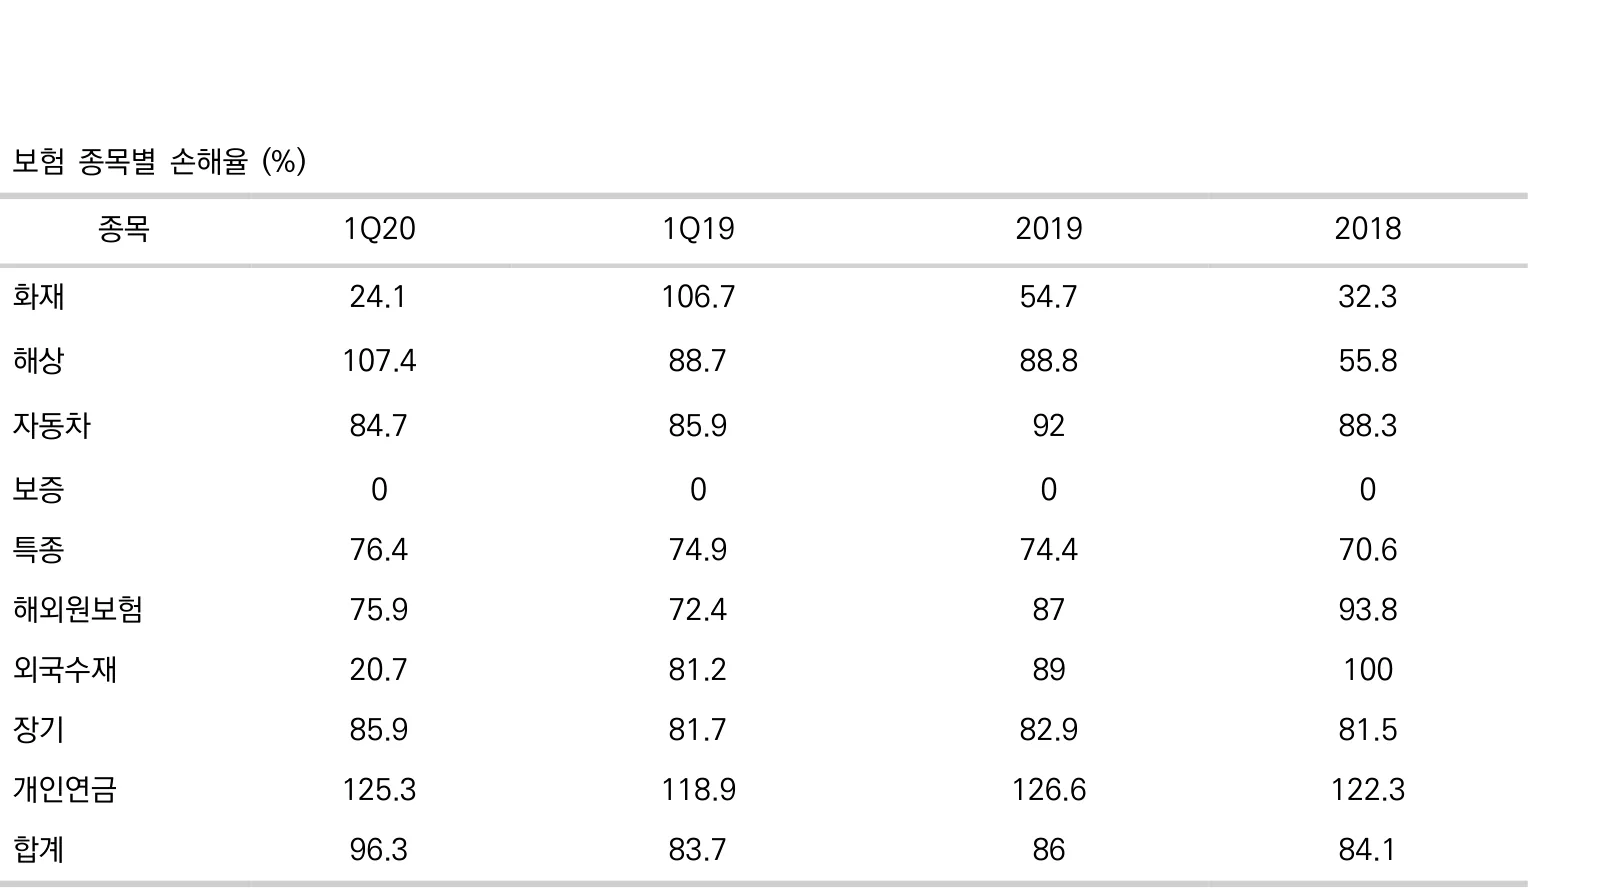 보험 종목별 손해율 (%)
종목 1Q20 1Q19 2019 2018
화재 24.1 106.7 54.7 32.3
해상 107.4 88.7 88.8 55.8
자동차 84.7 85.9 92 88.3
보증 0 0 0 0
특종 76.4 74.9 74.4 70.6
해외원보험 75.9 72.4 87 93.8
외국수재 20.7 81.2 89 100
장기 85.9 81.7 82.9 81.5
개인연금 125.3 118.9 126.6 122.3
합계 96.3 83.7 86 84.1